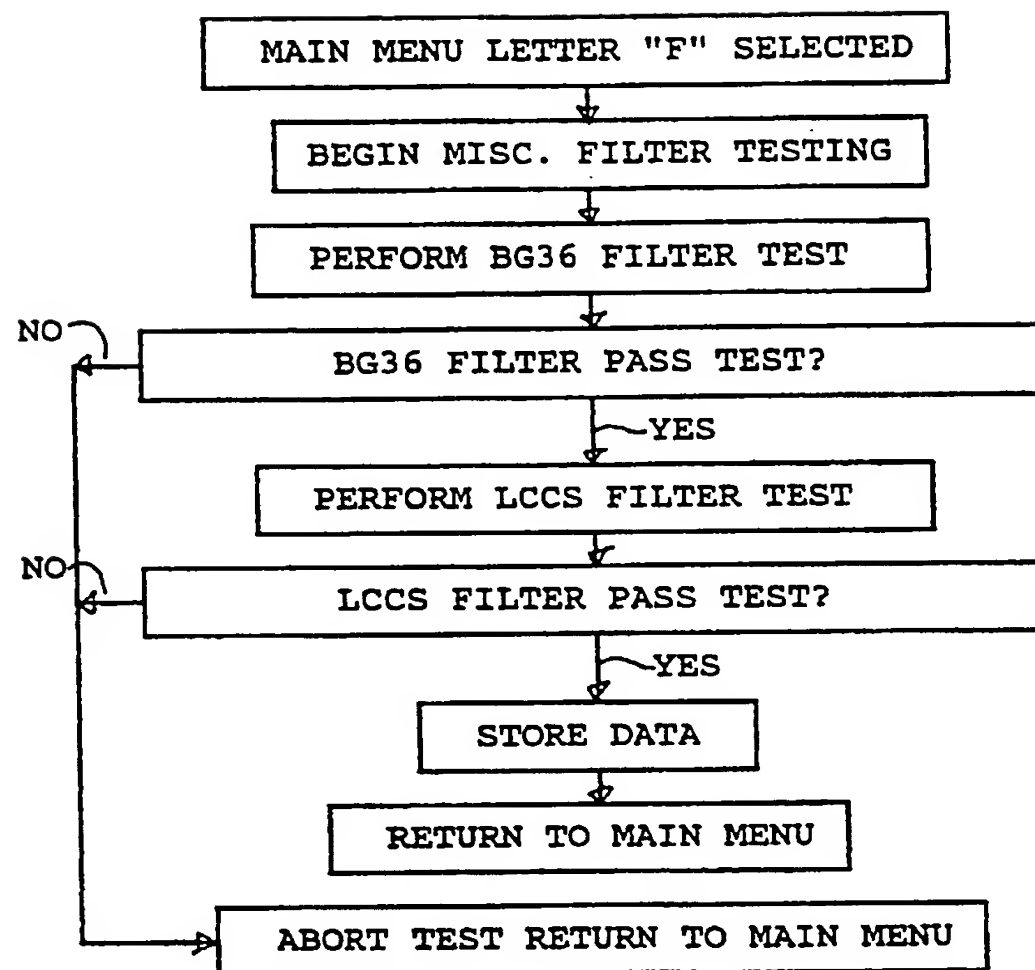 MAIN MENU LETTER "F" SELECTED
BEGIN MISC. FILTER TESTING
PERFORM BG36 FILTER TEST
NO
BG36 FILTER PASS TEST?
YES
PERFORM LCCS FILTER TEST
NO
LCCS FILTER PASS TEST?
YES
STORE DATA
RETURN TO MAIN MENU
ABORT TEST RETURN TO MAIN MENU